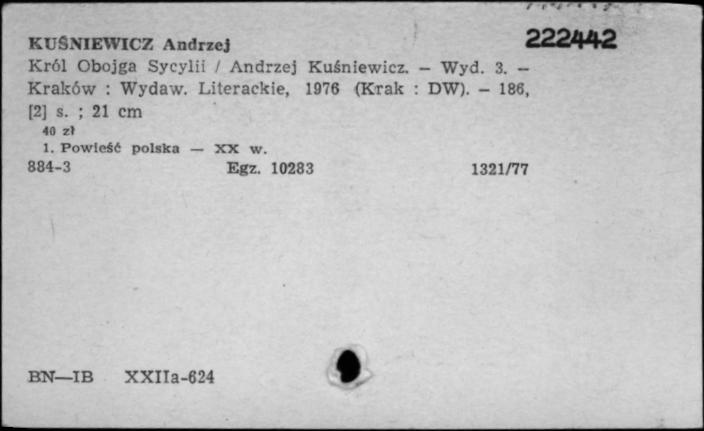 222442
KUŚNIEWICZ Andrzej
Król Obojga Sycylii / Andrzej Kuśniewicz. — Wyd. 3. —
Kraków : Wydaw. Literackie, 1976 (Krak : DW). — 186,
[2] s. ; 21 cm
40 zł
1. Powieść polska — XX w.
884-3 Egz. 10283 1321/77
BN—IB XXIIa-624